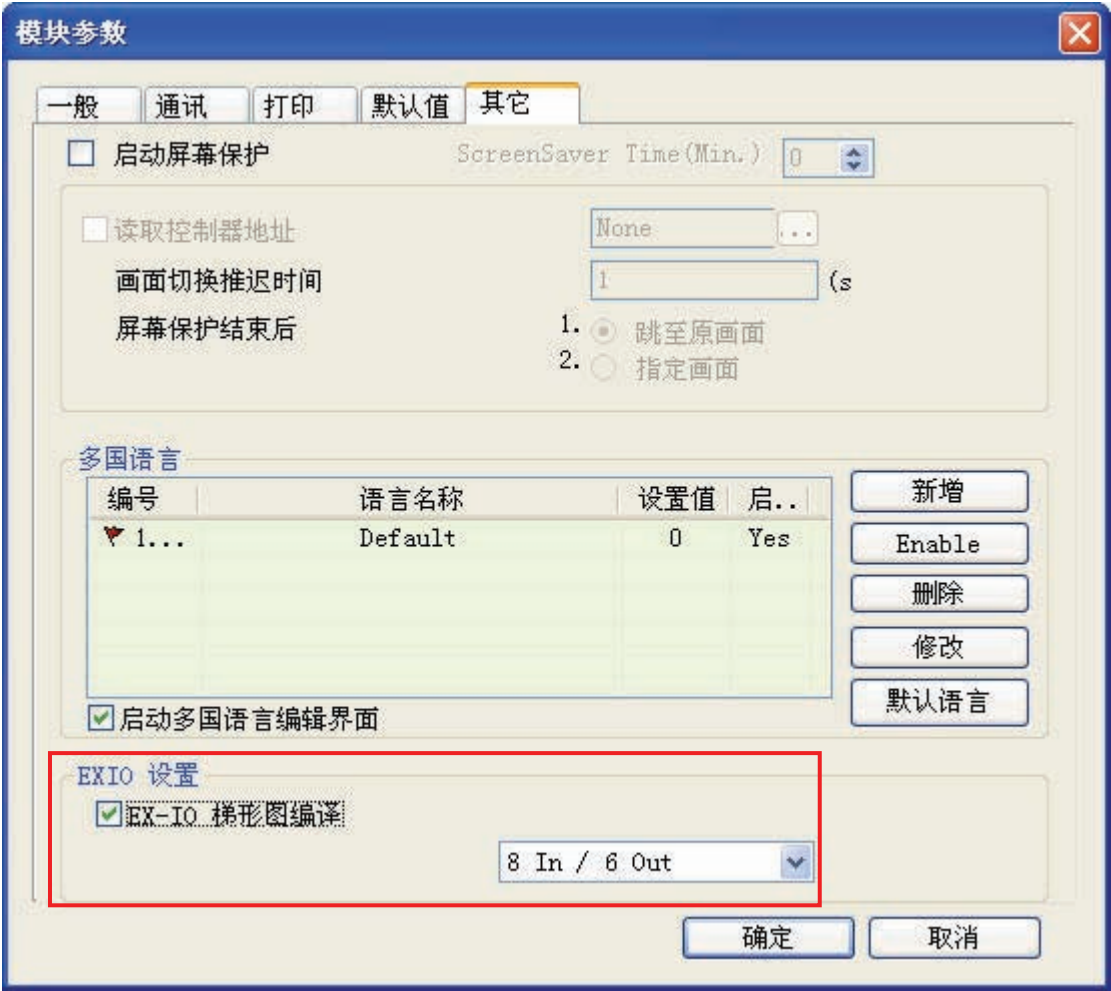 模块参数
一般 通讯 打印 默认值 其它
启动屏幕保护 ScreenSaver Time(Min.) 0
读取控制器地址 None ...
画面切换推迟时间 1 (s
屏幕保护结束后 1. 跳至原画面
2. 指定画面
多国语言
编号 语言名称 设置值 启..
1... Default 0 Yes
新增
Enable
删除
修改
默认语言
启动多国语言编辑界面
EXIO 设置
EX-IO 梯形图编译
8 In / 6 Out
确定 取消